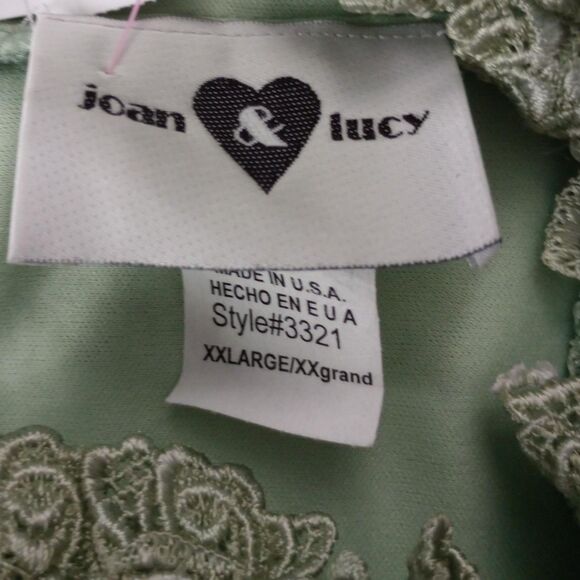 joan & lucy
MADE IN U.S.A.
HECHO EN E U A
Style#3321
XXLARGE/XXgrand